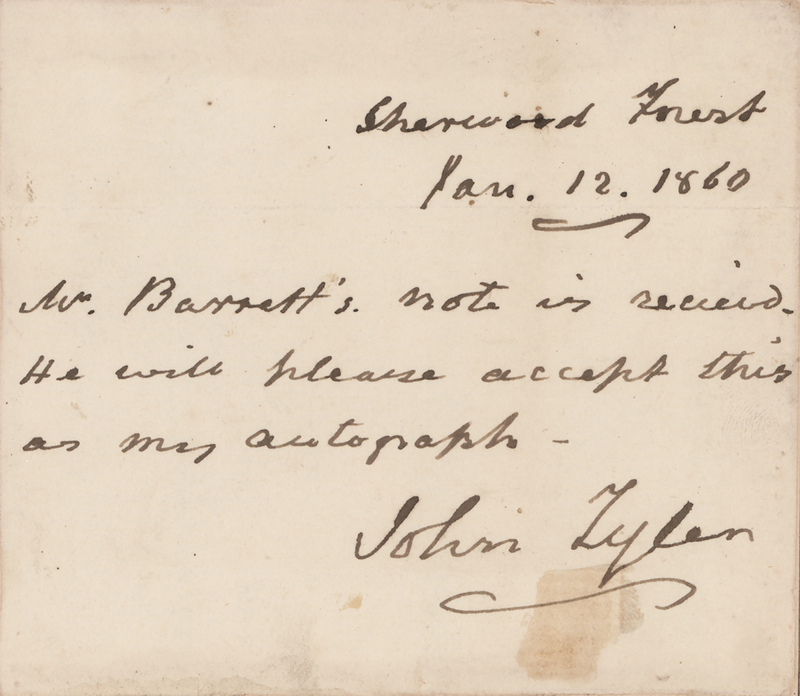 Sherwood Forest
Jan. 12. 1860
Mr. Barrett's. note is recieved.
He will please accept this
as my autograph -
John Tyler